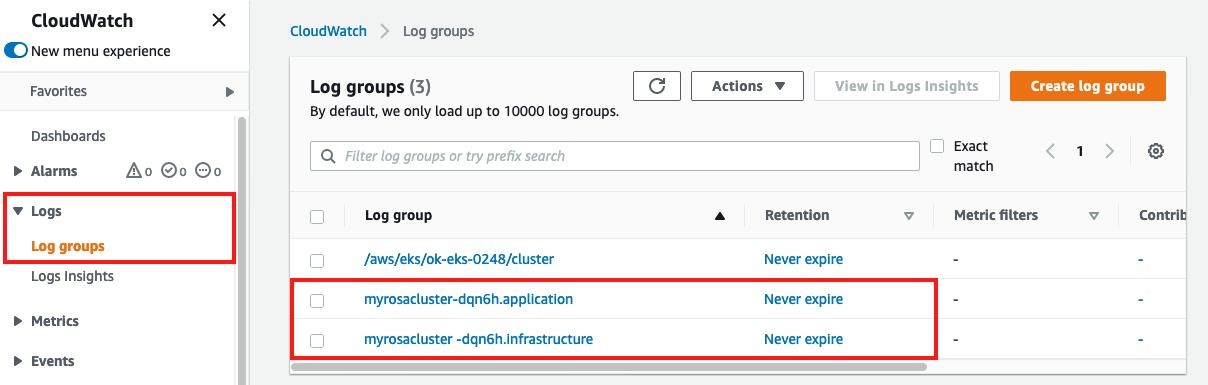 CloudWatch
New menu experience
Favorites
Dashboards
Alarms 0 0 0
Logs
Log groups
Logs Insights
Metrics
Events
CloudWatch > Log groups
Log groups (3)
By default, we only load up to 10000 log groups.
Actions
View in Logs Insights
Create log group
Filter log groups or try prefix search
Exact
match
1
Log group Retention Metric filters Contrib
/aws/eks/ok-eks-0248/cluster Never expire - -
myrosacluster-dqn6h.application Never expire - -
myrosacluster -dqn6h.infrastructure Never expire - -